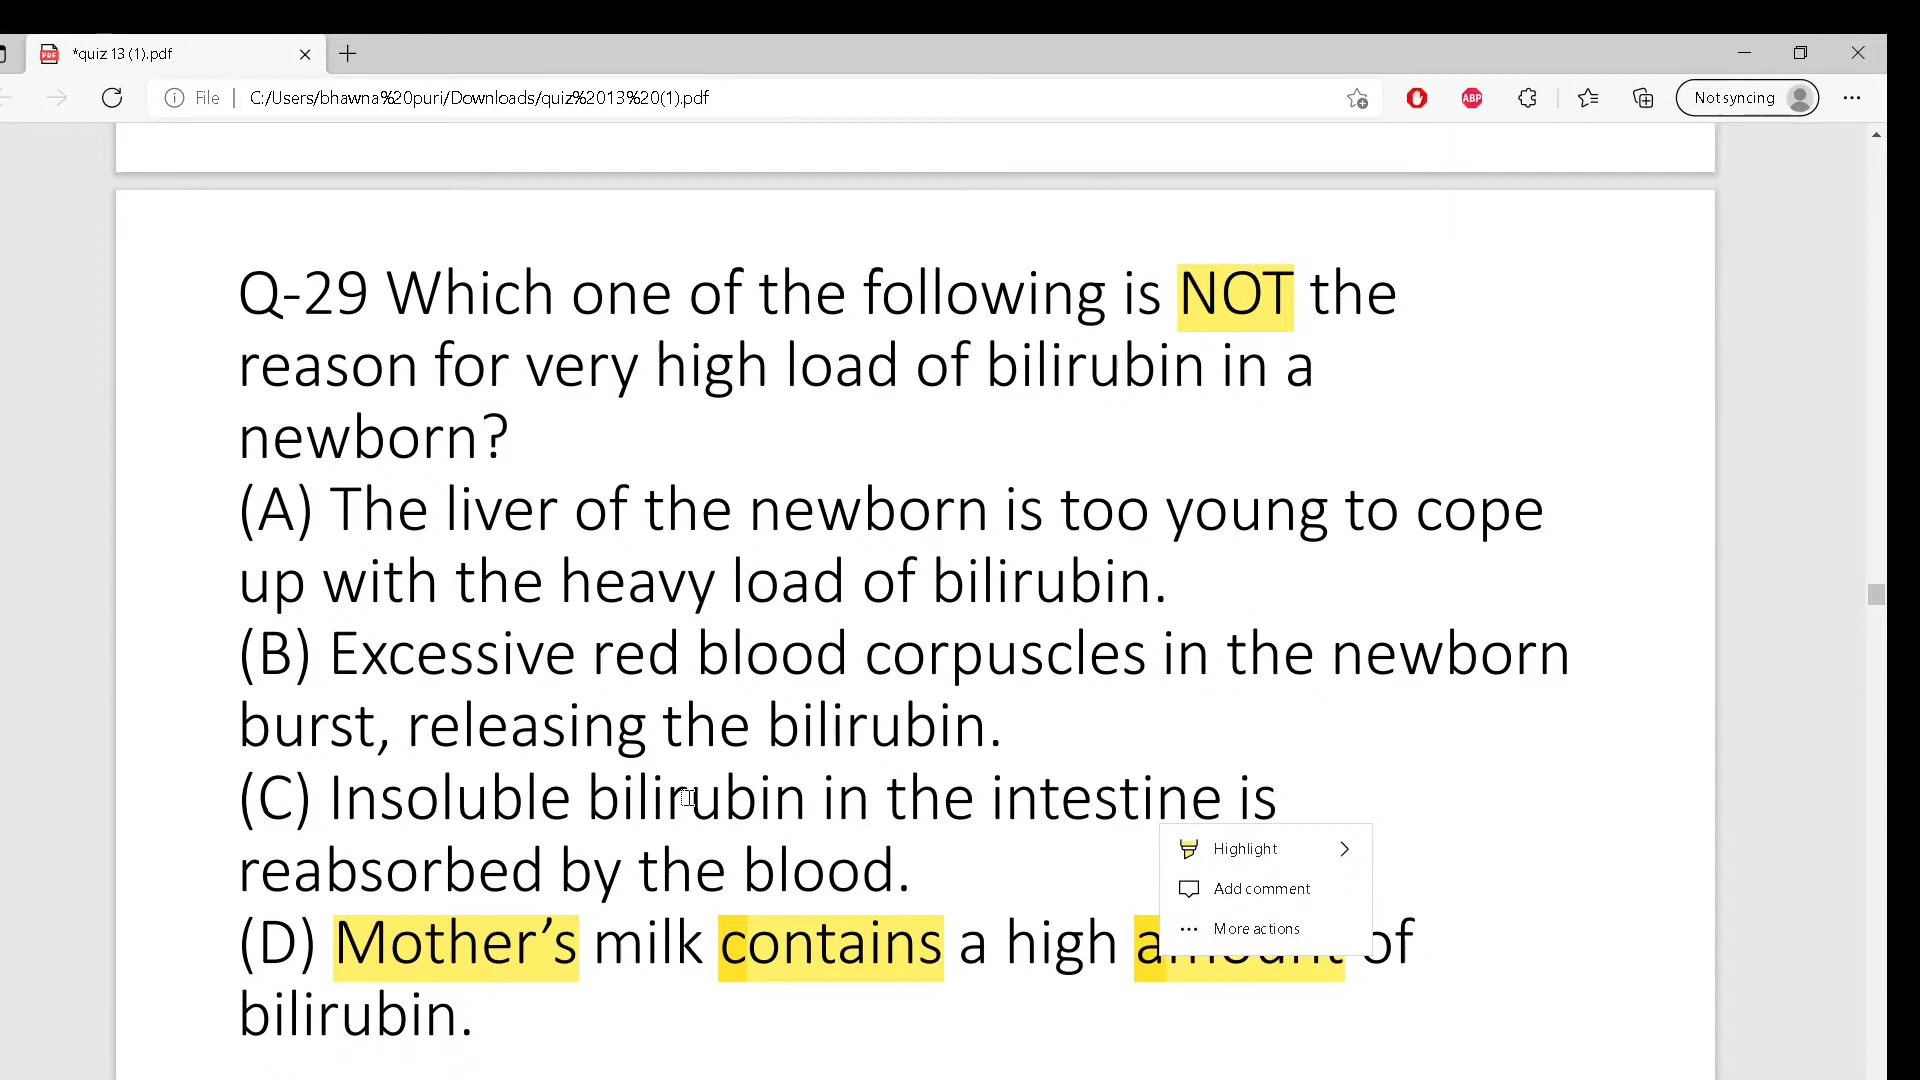 *quiz 13 (1).pdf
File
C:/Users/bhawna%20puri/Downloads/quiz%2013%20(1).pdf
ABP
Not syncing
Q-29 Which one of the following is NOT the
reason for very high load of bilirubin in a
newborn?
(A) The liver of the newborn is too young to cope
up with the heavy load of bilirubin.
(B) Excessive red blood corpuscles in the newborn
burst, releasing the bilirubin.
(C) Insoluble bilirubin in the intestine is
reabsorbed by the blood.
Highlight
Add comment
More actions
(D) Mother’s milk contains a high amount of
bilirubin.